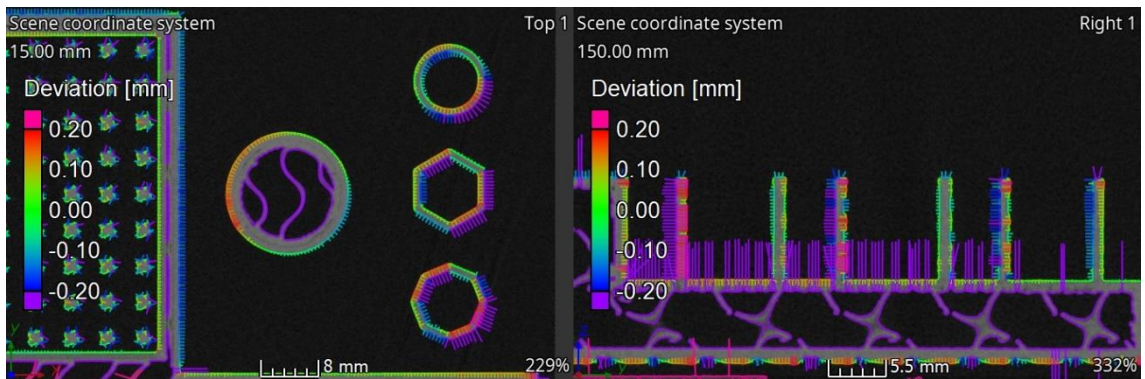 Scene coordinate system
Top 1
15.00 mm
Deviation [mm]
0.20
0.10
0.00
-0.10
-0.20
8 mm
229%
Scene coordinate system
Right 1
150.00 mm
Deviation [mm]
0.20
0.10
0.00
-0.10
-0.20
5.5 mm
332%